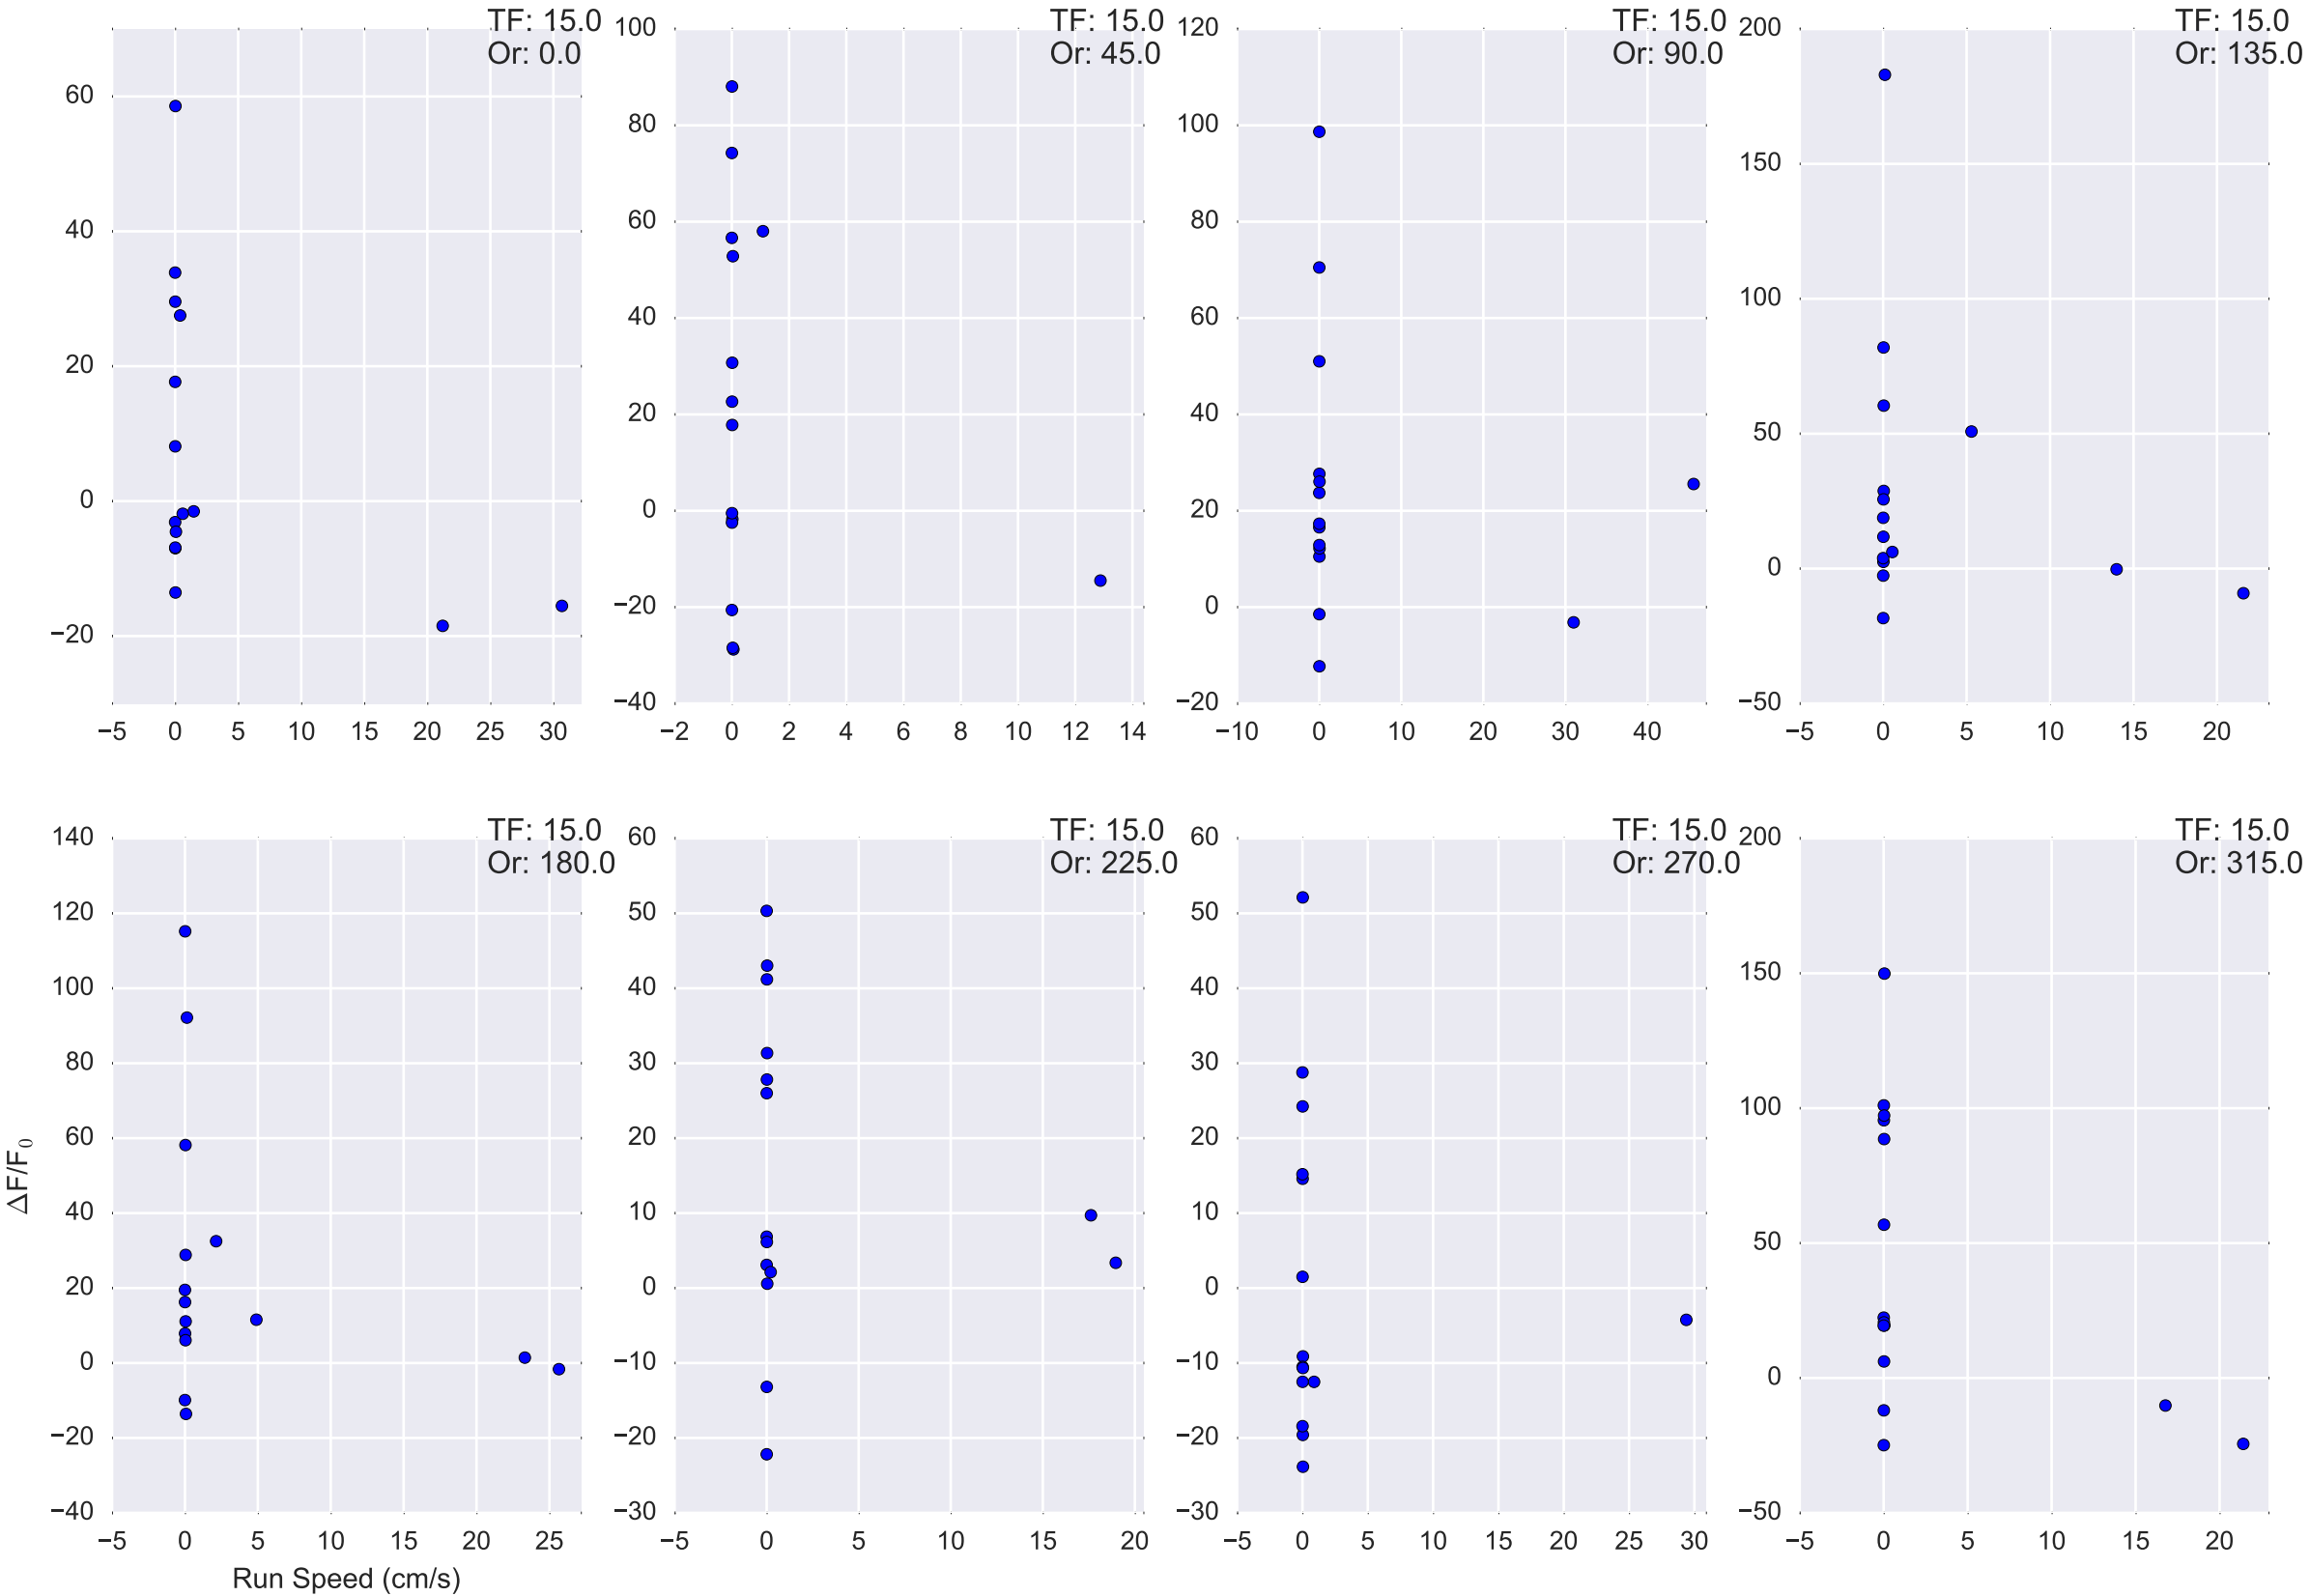 TF: 15.0
Or: 0.0
60
40
20
0
−20
−5 0 5 10 15 20 25 30
TF: 15.0
Or: 45.0
100
80
60
40
20
0
−20
−40
−2 0 2 4 6 8 10 12 14
TF: 15.0
Or: 90.0
120
100
80
60
40
20
0
−20
−10 0 10 20 30 40
TF: 15.0
Or: 135.0
200
150
100
50
0
−50
−5 0 5 10 15 20
TF: 15.0
Or: 180.0
140
120
100
80
60
40
20
0
−20
−40
−5 0 5 10 15 20 25
ΔF/F₀
Run Speed (cm/s)
TF: 15.0
Or: 225.0
60
50
40
30
20
10
0
−10
−20
−30
−5 0 5 10 15 20
TF: 15.0
Or: 270.0
60
50
40
30
20
10
0
−10
−20
−30
−5 0 5 10 15 20 25 30
TF: 15.0
Or: 315.0
200
150
100
50
0
−50
−5 0 5 10 15 20